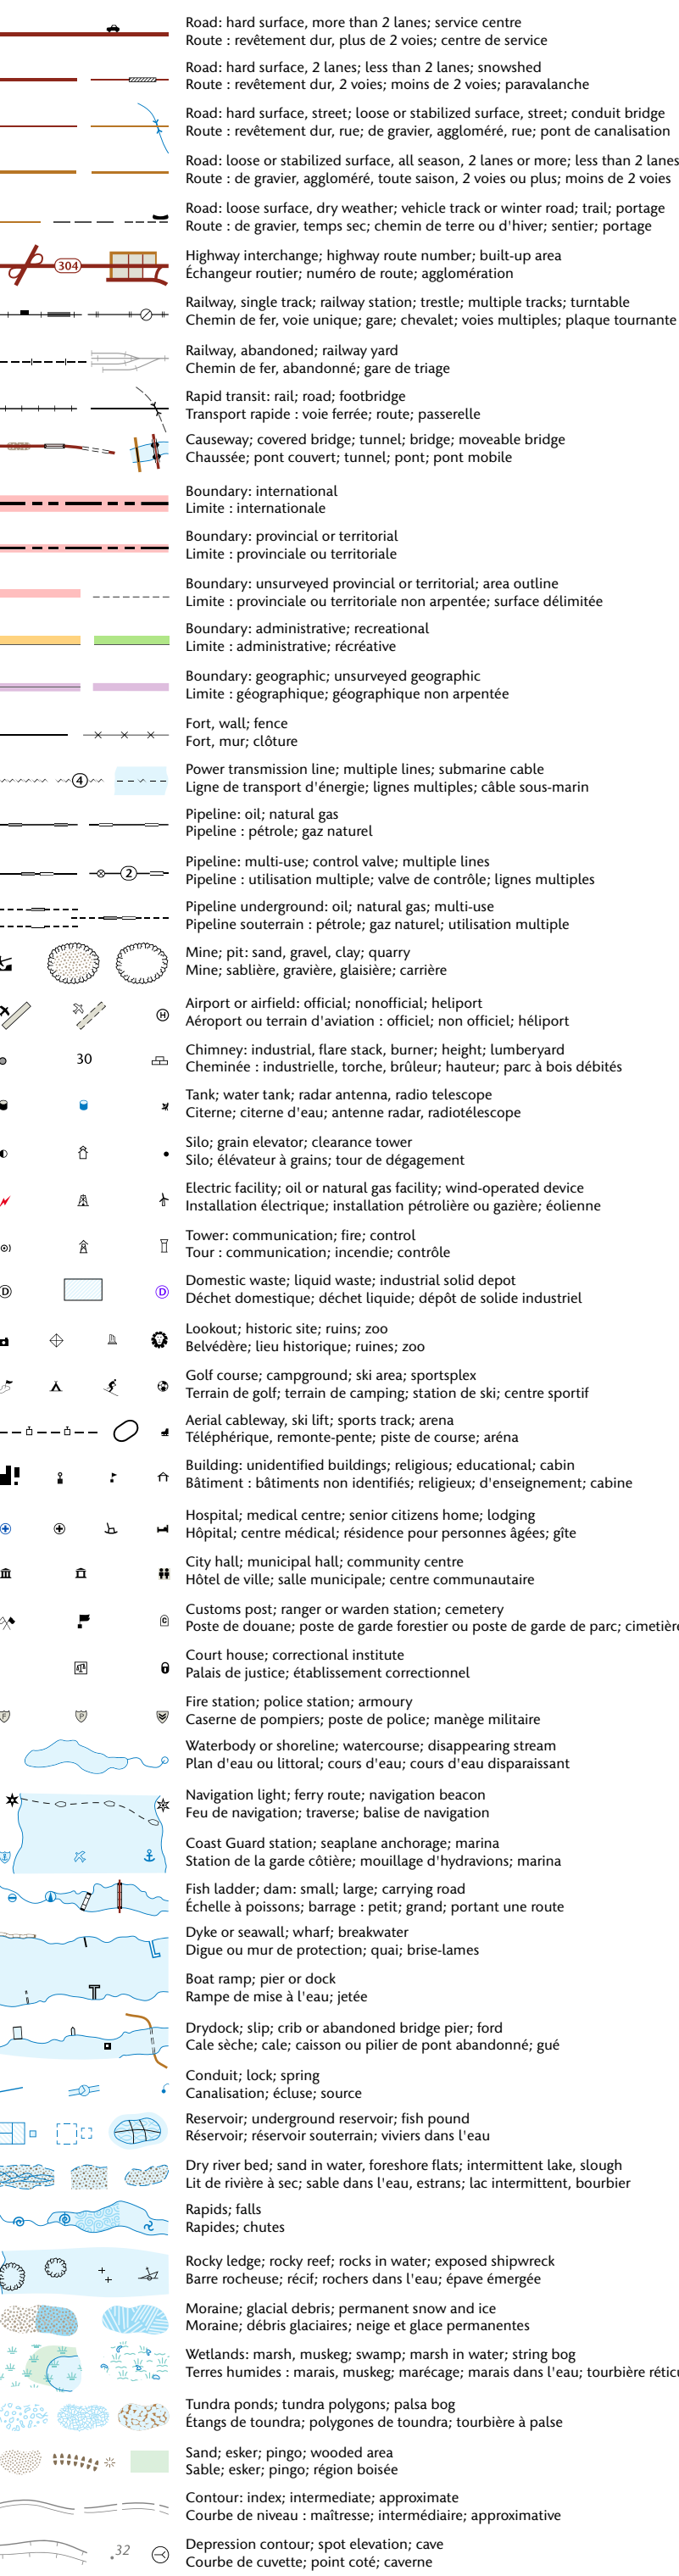 Road: hard surface, more than 2 lanes; service centre
Route : revêtement dur, plus de 2 voies; centre de service
Road: hard surface, 2 lanes; less than 2 lanes; snowshed
Route : revêtement dur, 2 voies; moins de 2 voies; paravalanche
Road: hard surface, street; loose or stabilized surface, street; conduit bridge
Route : revêtement dur, rue; de gravier, aggloméré, rue; pont de canalisation
Road: loose or stabilized surface, all season, 2 lanes or more; less than 2 lanes
Route : de gravier, aggloméré, toute saison, 2 voies ou plus; moins de 2 voies
Road: loose surface, dry weather; vehicle track or winter road; trail; portage
Route : de gravier, temps sec; chemin de terre ou d'hiver; sentier; portage
304
Highway interchange; highway route number; built-up area
Échangeur routier; numéro de route; agglomération
Railway, single track; railway station; trestle; multiple tracks; turntable
Chemin de fer, voie unique; gare; chevalet; voies multiples; plaque tournante
Railway, abandoned; railway yard
Chemin de fer, abandonné; gare de triage
Rapid transit: rail; road; footbridge
Transport rapide : voie ferrée; route; passerelle
Causeway; covered bridge; tunnel; bridge; moveable bridge
Chaussée; pont couvert; tunnel; pont; pont mobile
Boundary: international
Limite : internationale
Boundary: provincial or territorial
Limite : provinciale ou territoriale
Boundary: unsurveyed provincial or territorial; area outline
Limite : provinciale ou territoriale non arpentée; surface délimitée
Boundary: administrative; recreational
Limite : administrative; récréative
Boundary: geographic; unsurveyed geographic
Limite : géographique; géographique non arpentée
Fort, wall; fence
Fort, mur; clôture
4
Power transmission line; multiple lines; submarine cable
Ligne de transport d'énergie; lignes multiples; câble sous-marin
Pipeline: oil; natural gas
Pipeline : pétrole; gaz naturel
2
Pipeline: multi-use; control valve; multiple lines
Pipeline : utilisation multiple; valve de contrôle; lignes multiples
Pipeline underground: oil; natural gas; multi-use
Pipeline souterrain : pétrole; gaz naturel; utilisation multiple
Mine; pit: sand, gravel, clay; quarry
Mine; sablière, gravière, glaisière; carrière
H
Airport or airfield: official; nonofficial; heliport
Aéroport ou terrain d'aviation : officiel; non officiel; héliport
30
Chimney: industrial, flare stack, burner; height; lumberyard
Cheminée : industrielle, torche, brûleur; hauteur; parc à bois débités
Tank; water tank; radar antenna, radio telescope
Citerne; citerne d'eau; antenne radar, radiotélescope
Silo; grain elevator; clearance tower
Silo; élévateur à grains; tour de dégagement
Electric facility; oil or natural gas facility; wind-operated device
Installation électrique; installation pétrolière ou gazière; éolienne
Tower: communication; fire; control
Tour : communication; incendie; contrôle
D D
Domestic waste; liquid waste; industrial solid depot
Déchet domestique; déchet liquide; dépôt de solide industriel
Lookout; historic site; ruins; zoo
Belvédère; lieu historique; ruines; zoo
Golf course; campground; ski area; sportsplex
Terrain de golf; terrain de camping; station de ski; centre sportif
Aerial cableway, ski lift; sports track; arena
Téléphérique, remonte-pente; piste de course; aréna
Building: unidentified buildings; religious; educational; cabin
Bâtiment : bâtiments non identifiés; religieux; d'enseignement; cabine
Hospital; medical centre; senior citizens home; lodging
Hôpital; centre médical; résidence pour personnes âgées; gîte
City hall; municipal hall; community centre
Hôtel de ville; salle municipale; centre communautaire
C
Customs post; ranger or warden station; cemetery
Poste de douane; poste de garde forestier ou poste de garde de parc; cimetière
Court house; correctional institute
Palais de justice; établissement correctionnel
F P
Fire station; police station; armoury
Caserne de pompiers; poste de police; manège militaire
Waterbody or shoreline; watercourse; disappearing stream
Plan d'eau ou littoral; cours d'eau; cours d'eau disparaissant
Navigation light; ferry route; navigation beacon
Feu de navigation; traverse; balise de navigation
Coast Guard station; seaplane anchorage; marina
Station de la garde côtière; mouillage d'hydravions; marina
Fish ladder; dam: small; large; carrying road
Échelle à poissons; barrage : petit; grand; portant une route
Dyke or seawall; wharf; breakwater
Digue ou mur de protection; quai; brise-lames
Boat ramp; pier or dock
Rampe de mise à l'eau; jetée
Drydock; slip; crib or abandoned bridge pier; ford
Cale sèche; cale; caisson ou pilier de pont abandonné; gué
Conduit; lock; spring
Canalisation; écluse; source
Reservoir; underground reservoir; fish pound
Réservoir; réservoir souterrain; viviers dans l'eau
Dry river bed; sand in water, foreshore flats; intermittent lake, slough
Lit de rivière à sec; sable dans l'eau, estrans; lac intermittent, bourbier
Rapids; falls
Rapides; chutes
Rocky ledge; rocky reef; rocks in water; exposed shipwreck
Barre rocheuse; récif; rochers dans l'eau; épave émergée
Moraine; glacial debris; permanent snow and ice
Moraine; débris glaciaires; neige et glace permanentes
Wetlands: marsh, muskeg; swamp; marsh in water; string bog
Terres humides : marais, muskeg; marécage; marais dans l'eau; tourbière réticu
Tundra ponds; tundra polygons; palsa bog
Étangs de toundra; polygones de toundra; tourbière à palse
Sand; esker; pingo; wooded area
Sable; esker; pingo; région boisée
Contour: index; intermediate; approximate
Courbe de niveau : maîtresse; intermédiaire; approximative
32
Depression contour; spot elevation; cave
Courbe de cuvette; point coté; caverne